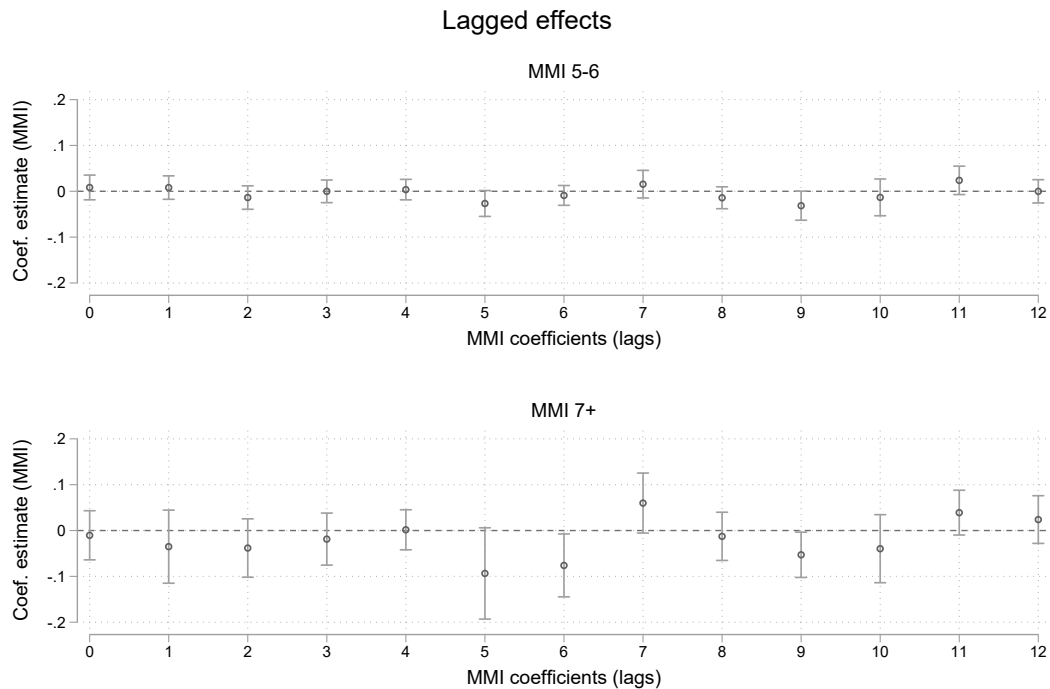 Lagged effects
MMI 5-6
Coef. estimate (MMI)
.2
.1
0
-.1
-.2
0 1 2 3 4 5 6 7 8 9 10 11 12
MMI coefficients (lags)
MMI 7+
Coef. estimate (MMI)
.2
.1
0
-.1
-.2
0 1 2 3 4 5 6 7 8 9 10 11 12
MMI coefficients (lags)